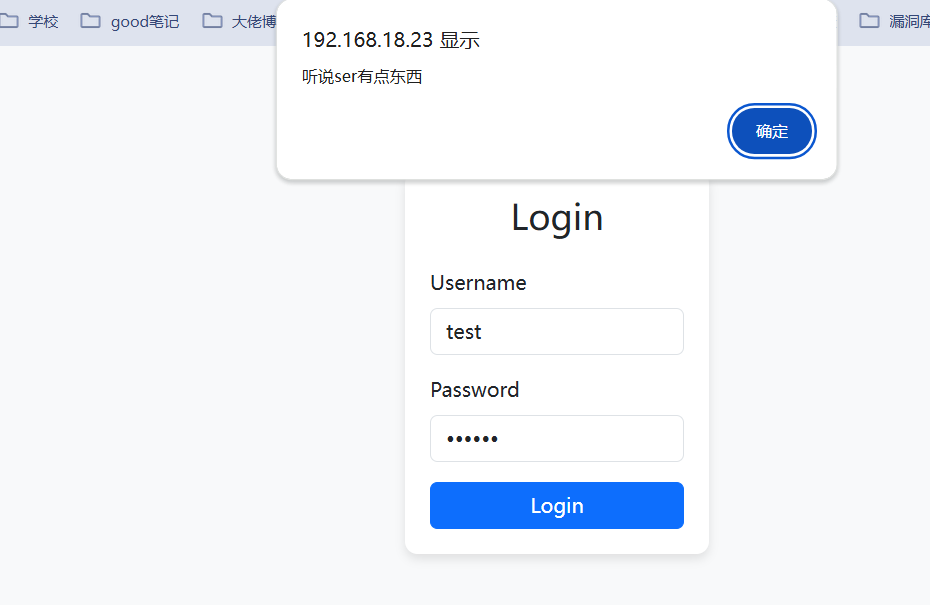 学校
good笔记
大佬博
漏洞库
192.168.18.23 显示
听说ser有点东西
确定
Login
Username
test
Password
••••••
Login